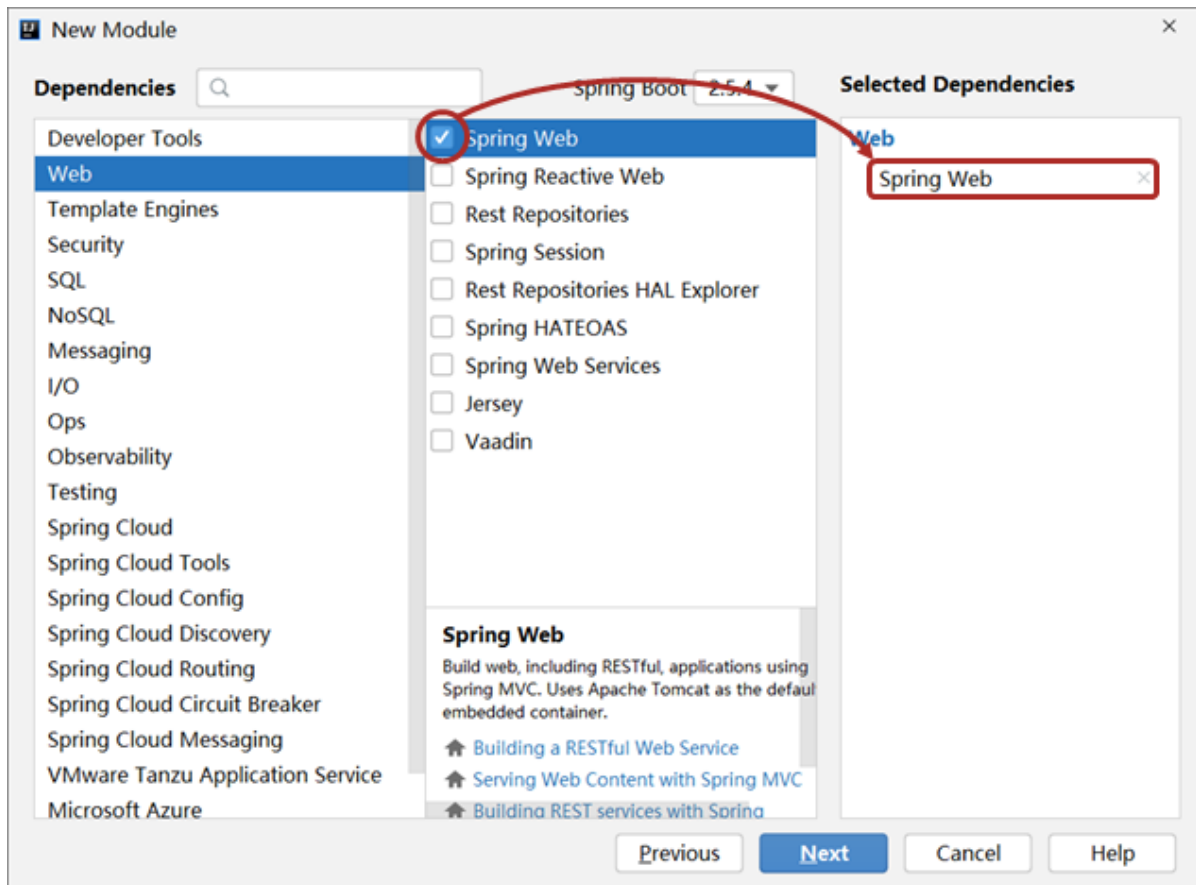 New Module
Dependencies
Spring Boot 2.5.4
Selected Dependencies
Developer Tools
Web
Template Engines
Security
SQL
NoSQL
Messaging
I/O
Ops
Observability
Testing
Spring Cloud
Spring Cloud Tools
Spring Cloud Config
Spring Cloud Discovery
Spring Cloud Routing
Spring Cloud Circuit Breaker
Spring Cloud Messaging
VMware Tanzu Application Service
Microsoft Azure
Spring Web
Spring Reactive Web
Rest Repositories
Spring Session
Rest Repositories HAL Explorer
Spring HATEOAS
Spring Web Services
Jersey
Vaadin
Spring Web
Build web, including RESTful, applications using
Spring MVC. Uses Apache Tomcat as the defaul
embedded container.
Building a RESTful Web Service
Serving Web Content with Spring MVC
Building REST services with Spring
Web
Spring Web
Previous
Next
Cancel
Help